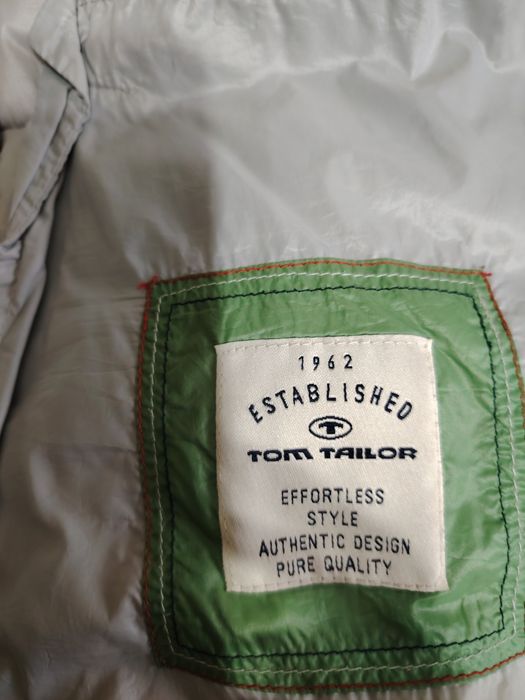 1962
ESTABLISHED
T
TOM TAILOR
EFFORTLESS
STYLE
AUTHENTIC DESIGN
PURE QUALITY